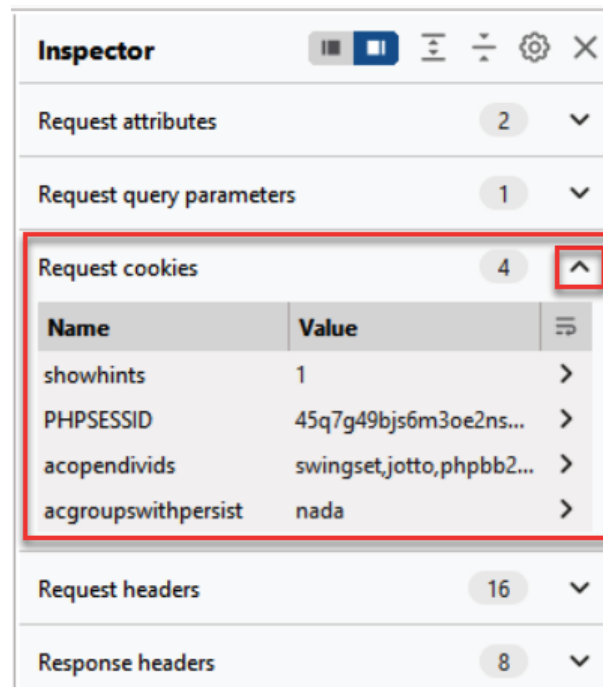 Inspector
Request attributes 2
Request query parameters 1
Request cookies 4
Name Value
showhints 1
PHPSESSID 45q7g49bjs6m3oe2ns...
acopendivids swingset,jotto,phpbb2...
acgroupswithpersist nada
Request headers 16
Response headers 8